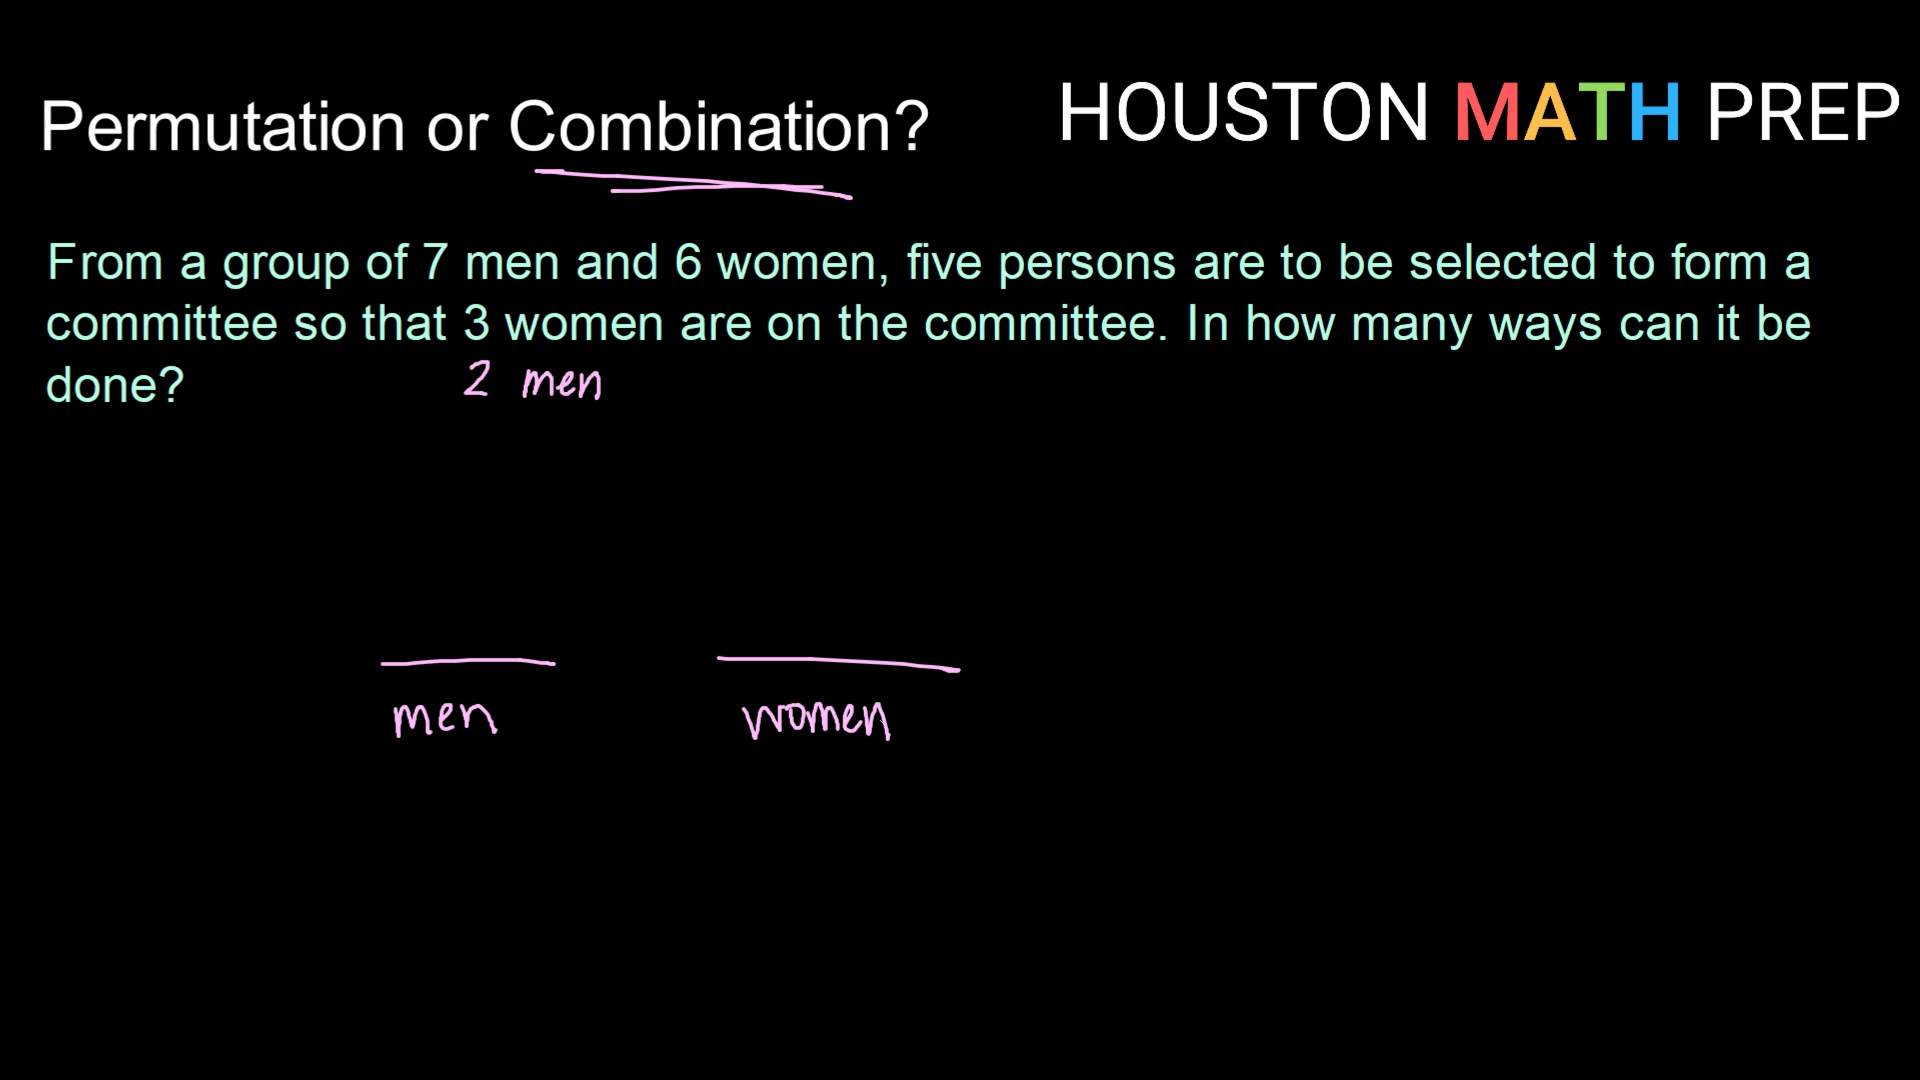 Permutation or Combination?
HOUSTON MATH PREP
From a group of 7 men and 6 women, five persons are to be selected to form a
committee so that 3 women are on the committee. In how many ways can it be
done?
2 men
men
women